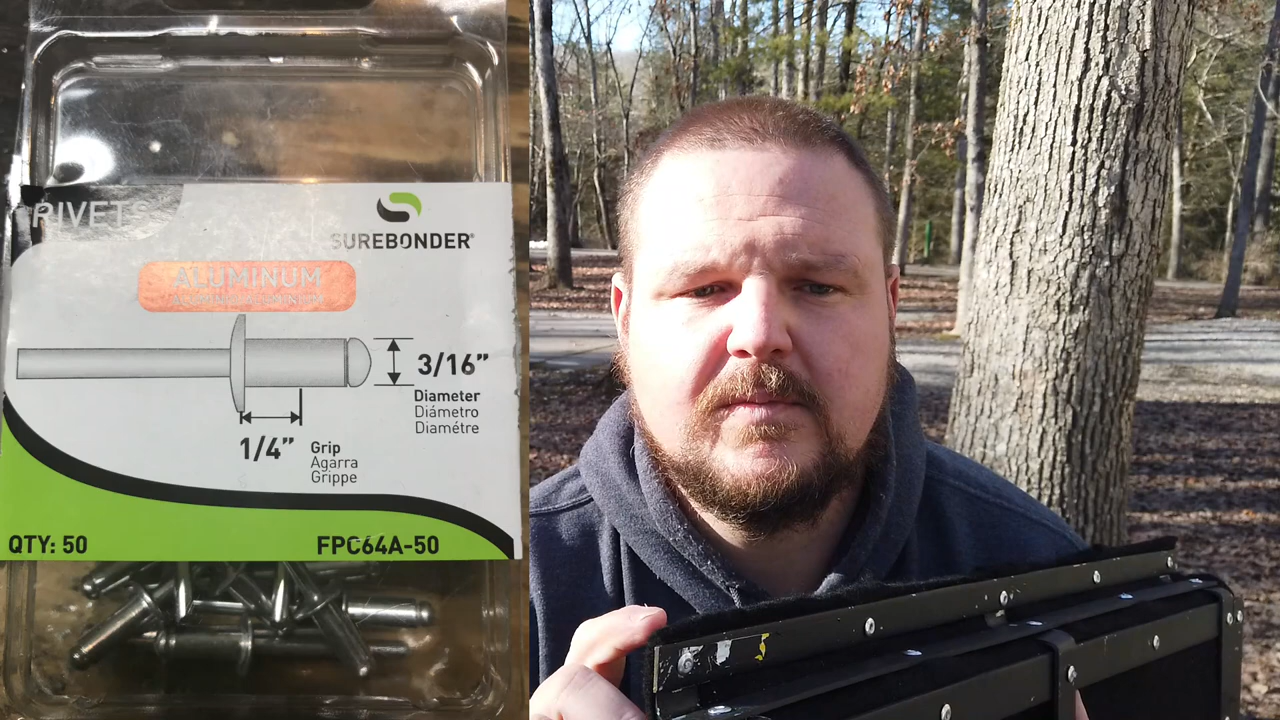 RIVETS
SUREBONDER®
ALUMINUM
3/16”
Diameter
Diámetro
Diamétre
1/4”
Grip
Agarra
Grippe
QTY: 50
FPC64A-50